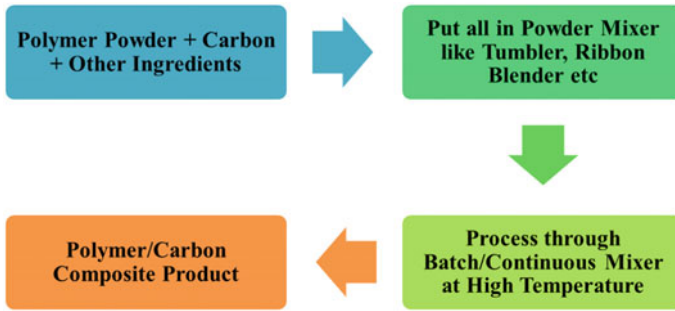 Polymer Powder + Carbon
+ Other Ingredients
Put all in Powder Mixer
like Tumbler, Ribbon
Blender etc
Process through
Batch/Continuous Mixer
at High Temperature
Polymer/Carbon
Composite Product